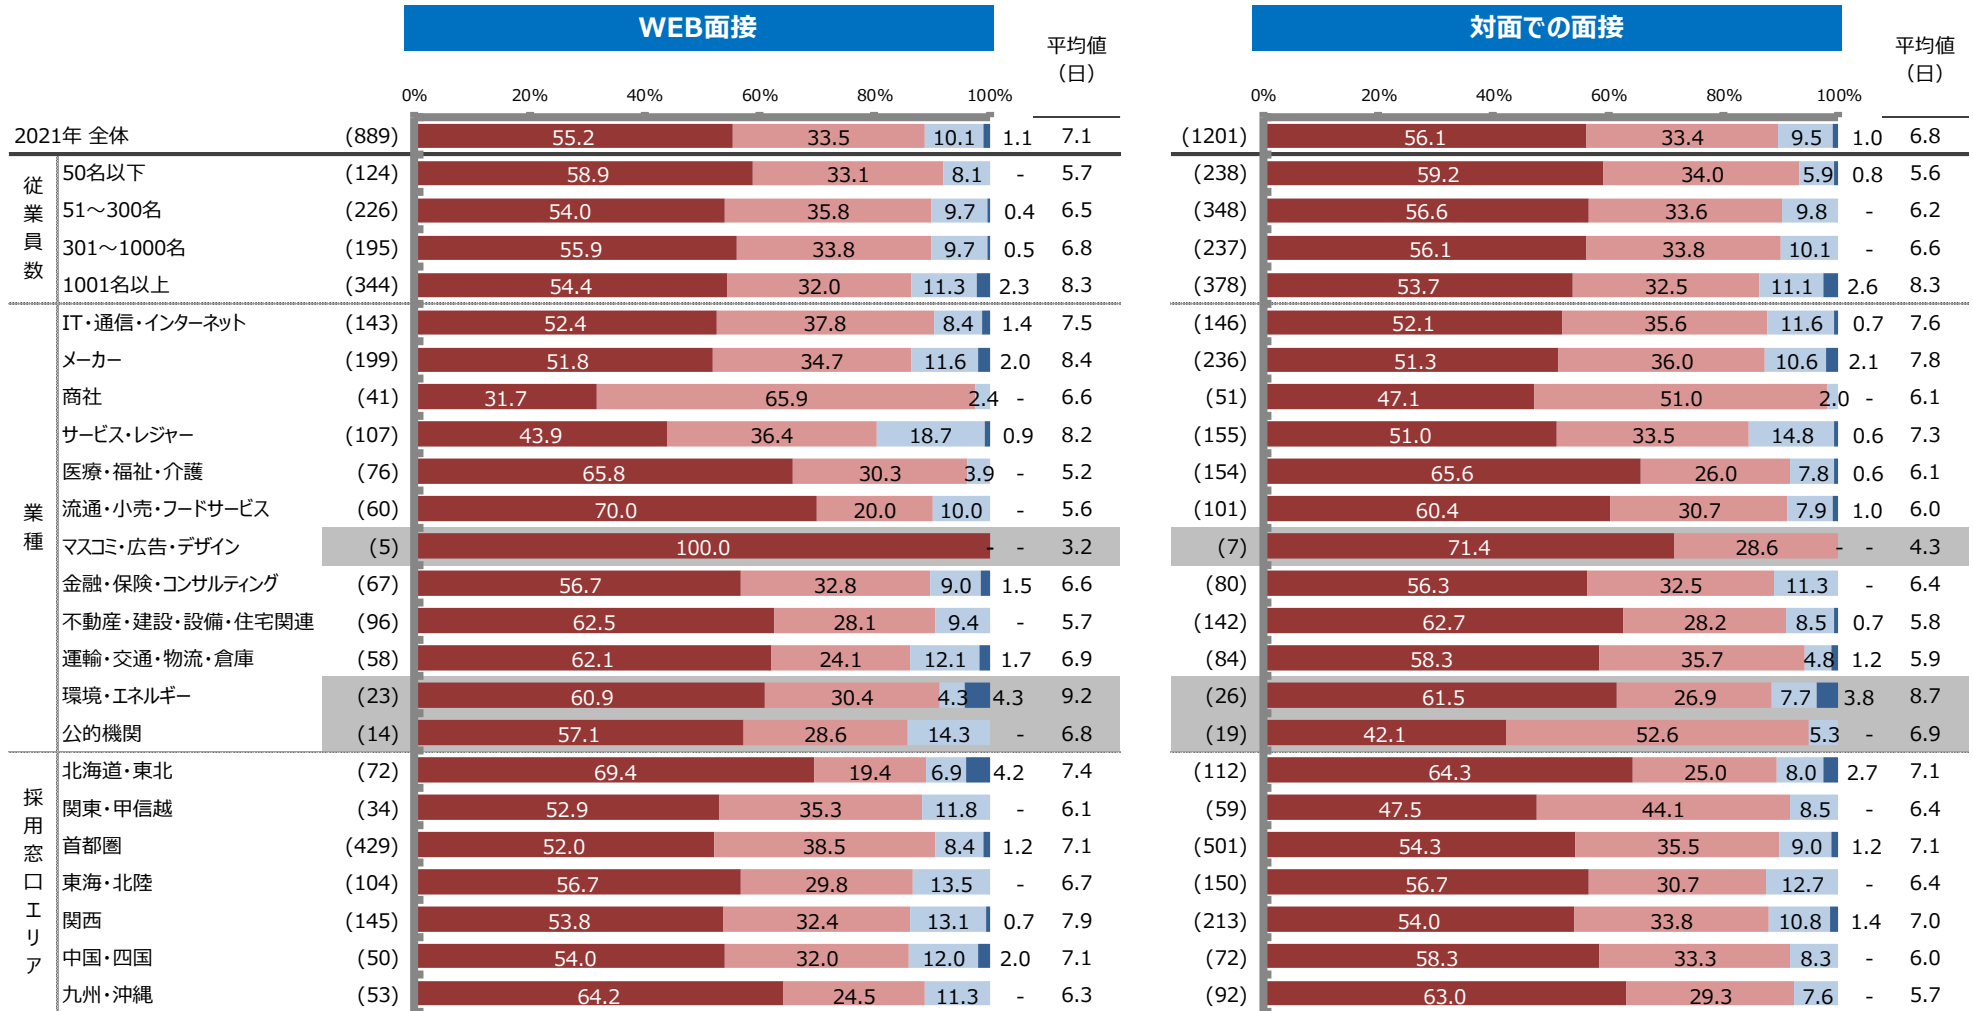 WEB面接 対面での面接
平均値 平均値
(日) (日)
0% 20% 40% 60% 80% 100% 0% 20% 40% 60% 80% 100%
2021年 全体 (889) 55.2 33.5 10.1 1.1 7.1 (1201) 56.1 33.4 9.5 1.0 6.8
従業員数
50名以下 (124) 58.9 33.1 8.1 - 5.7 (238) 59.2 34.0 5.9 0.8 5.6
51～300名 (226) 54.0 35.8 9.7 0.4 6.5 (348) 56.6 33.6 9.8 - 6.2
301～1000名 (195) 55.9 33.8 9.7 0.5 6.8 (237) 56.1 33.8 10.1 - 6.6
1001名以上 (344) 54.4 32.0 11.3 2.3 8.3 (378) 53.7 32.5 11.1 2.6 8.3
業種
IT・通信・インターネット (143) 52.4 37.8 8.4 1.4 7.5 (146) 52.1 35.6 11.6 0.7 7.6
メーカー (199) 51.8 34.7 11.6 2.0 8.4 (236) 51.3 36.0 10.6 2.1 7.8
商社 (41) 31.7 65.9 2.4 - 6.6 (51) 47.1 51.0 2.0 - 6.1
サービス・レジャー (107) 43.9 36.4 18.7 0.9 8.2 (155) 51.0 33.5 14.8 0.6 7.3
医療・福祉・介護 (76) 65.8 30.3 3.9 - 5.2 (154) 65.6 26.0 7.8 0.6 6.1
流通・小売・フードサービス (60) 70.0 20.0 10.0 - 5.6 (101) 60.4 30.7 7.9 1.0 6.0
マスコミ・広告・デザイン (5) 100.0 - - 3.2 (7) 71.4 28.6 - - 4.3
金融・保険・コンサルティング (67) 56.7 32.8 9.0 1.5 6.6 (80) 56.3 32.5 11.3 - 6.4
不動産・建設・設備・住宅関連 (96) 62.5 28.1 9.4 - 5.7 (142) 62.7 28.2 8.5 0.7 5.8
運輸・交通・物流・倉庫 (58) 62.1 24.1 12.1 1.7 6.9 (84) 58.3 35.7 4.8 1.2 5.9
環境・エネルギー (23) 60.9 30.4 4.3 4.3 9.2 (26) 61.5 26.9 7.7 3.8 8.7
公的機関 (14) 57.1 28.6 14.3 - 6.8 (19) 42.1 52.6 5.3 - 6.9
採用窓口エリア
北海道・東北 (72) 69.4 19.4 6.9 4.2 7.4 (112) 64.3 25.0 8.0 2.7 7.1
関東・甲信越 (34) 52.9 35.3 11.8 - 6.1 (59) 47.5 44.1 8.5 - 6.4
首都圏 (429) 52.0 38.5 8.4 1.2 7.1 (501) 54.3 35.5 9.0 1.2 7.1
東海・北陸 (104) 56.7 29.8 13.5 - 6.7 (150) 56.7 30.7 12.7 - 6.4
関西 (145) 53.8 32.4 13.1 0.7 7.9 (213) 54.0 33.8 10.8 1.4 7.0
中国・四国 (50) 54.0 32.0 12.0 2.0 7.1 (72) 58.3 33.3 8.3 - 6.0
九州・沖縄 (53) 64.2 24.5 11.3 - 6.3 (92) 63.0 29.3 7.6 - 5.7